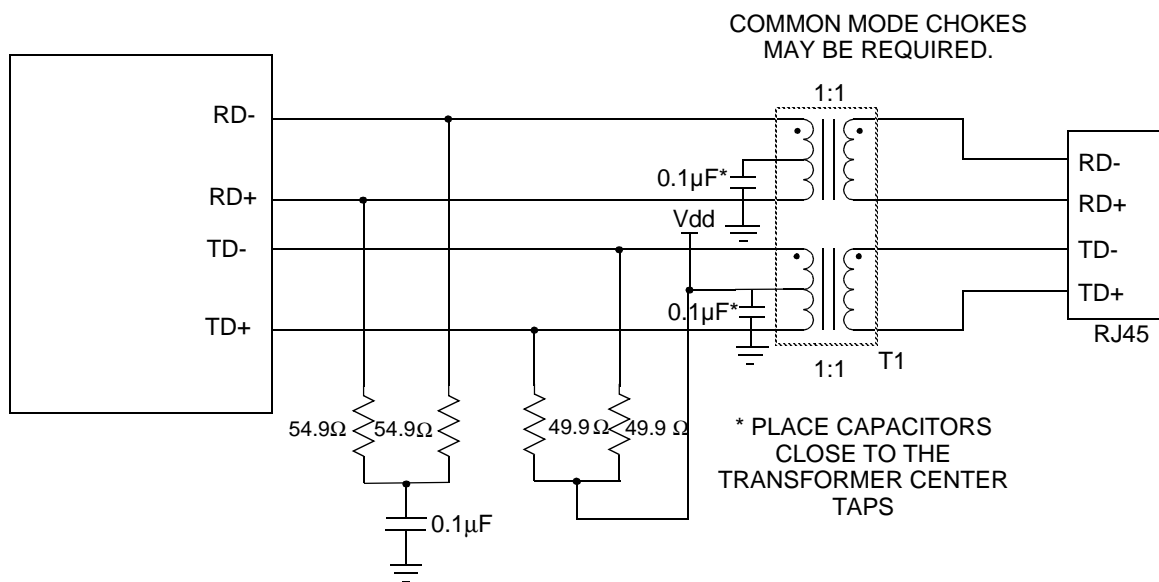 COMMON MODE CHOKES
MAY BE REQUIRED.
1:1
RD-
RD-
0.1µF*
RD+
RD+
Vdd
TD-
TD-
TD+
0.1µF*
TD+
RJ45
1:1
T1
54.9Ω
54.9Ω
49.9 Ω
49.9 Ω
* PLACE CAPACITORS
CLOSE TO THE
TRANSFORMER CENTER
TAPS
0.1µF